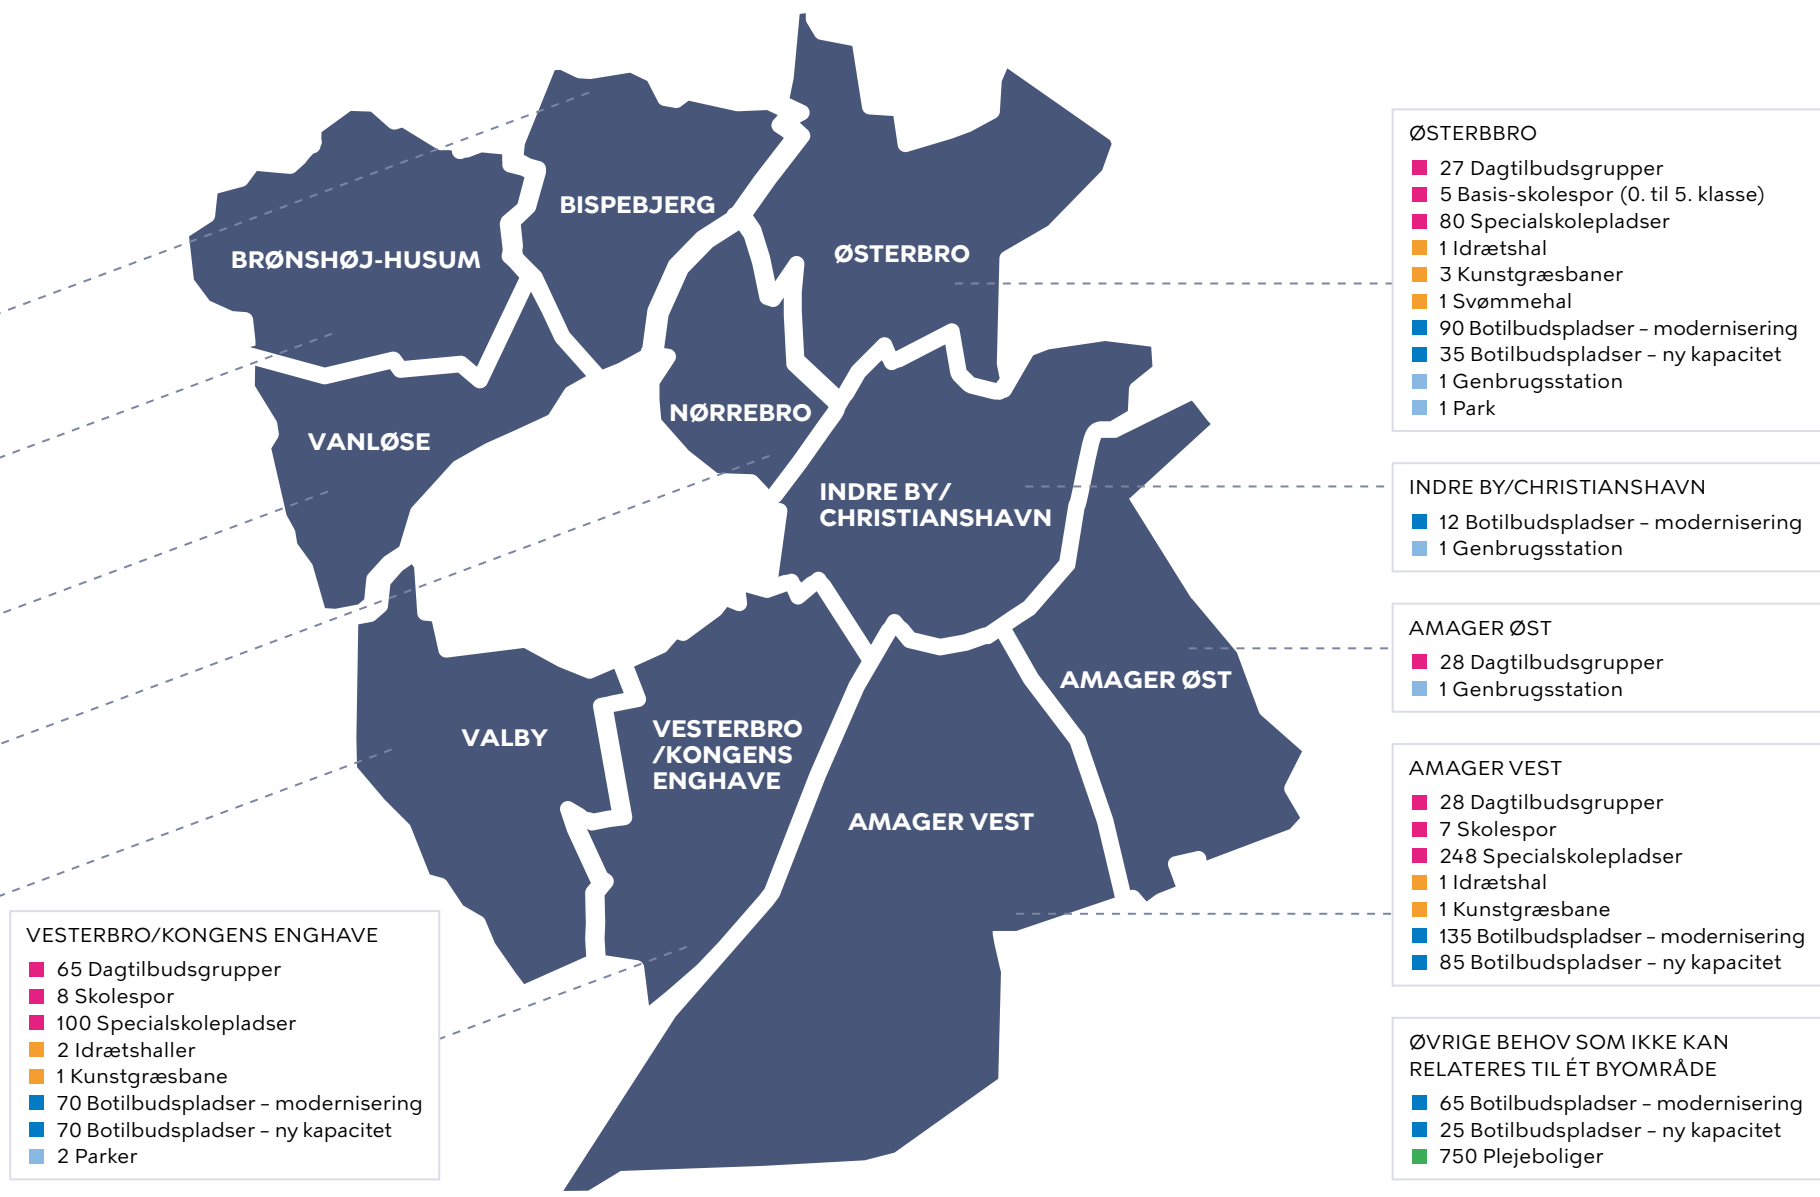 BISPEBJERG
BRØNSHØJ-HUSUM
ØSTERBRO
VANLØSE
NØRREBRO
INDRE BY/
CHRISTIANSHAVN
AMAGER ØST
VALBY
VESTERBRO
/KONGENS
ENGHAVE
AMAGER VEST
VESTERBRO/KONGENS ENGHAVE
65 Dagtilbudsgrupper
8 Skolespor
100 Specialskolepladser
2 Idrætshaller
1 Kunstgræsbane
70 Botilbudspladser – modernisering
70 Botilbudspladser – ny kapacitet
2 Parker
ØSTERBBRO
27 Dagtilbudsgrupper
5 Basis-skolespor (0. til 5. klasse)
80 Specialskolepladser
1 Idrætshal
3 Kunstgræsbaner
1 Svømmehal
90 Botilbudspladser – modernisering
35 Botilbudspladser – ny kapacitet
1 Genbrugsstation
1 Park
INDRE BY/CHRISTIANSHAVN
12 Botilbudspladser – modernisering
1 Genbrugsstation
AMAGER ØST
28 Dagtilbudsgrupper
1 Genbrugsstation
AMAGER VEST
28 Dagtilbudsgrupper
7 Skolespor
248 Specialskolepladser
1 Idrætshal
1 Kunstgræsbane
135 Botilbudspladser – modernisering
85 Botilbudspladser – ny kapacitet
ØVRIGE BEHOV SOM IKKE KAN
RELATERES TIL ÉT BYOMRÅDE
65 Botilbudspladser – modernisering
25 Botilbudspladser – ny kapacitet
750 Plejeboliger